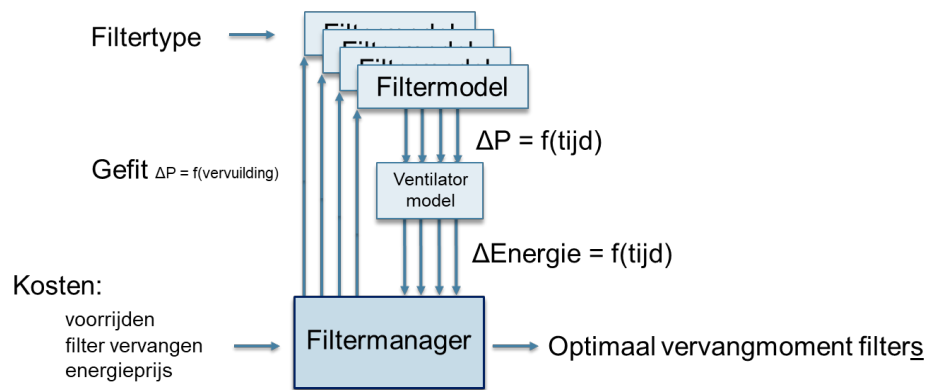 Filtertype
Filtermodel
ΔP = f(tijd)
Gefit ΔP = f(vervuilding)
Ventilator
model
ΔEnergie = f(tijd)
Kosten:
voorrijden
filter vervangen
energieprijs
Filtermanager
Optimaal vervangmoment filters